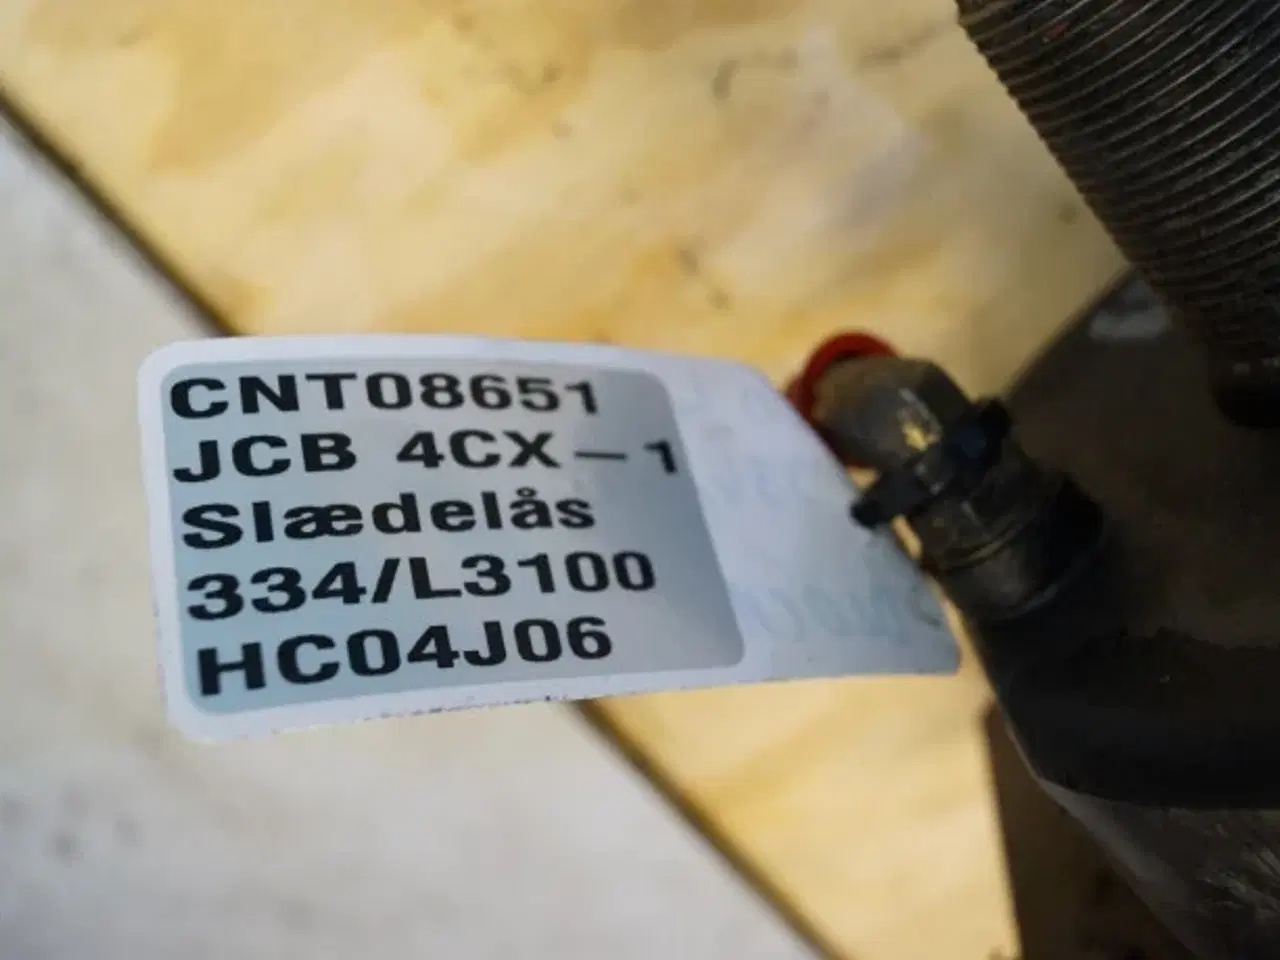 CNT08651
JCB 4CX-1
Slædelås
334/L3100
HC04J06